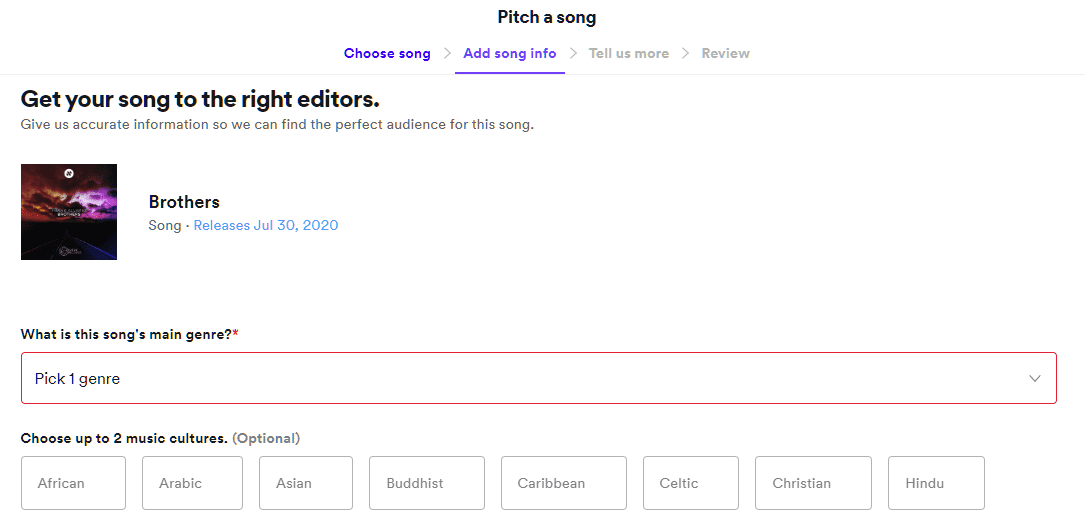 Pitch a song
Choose song > Add song info > Tell us more > Review
Get your song to the right editors.
Give us accurate information so we can find the perfect audience for this song.
BROTHERS
Brothers
Song · Releases Jul 30, 2020
What is this song's main genre?*
Pick 1 genre
Choose up to 2 music cultures. (Optional)
African Arabic Asian Buddhist Caribbean Celtic Christian Hindu